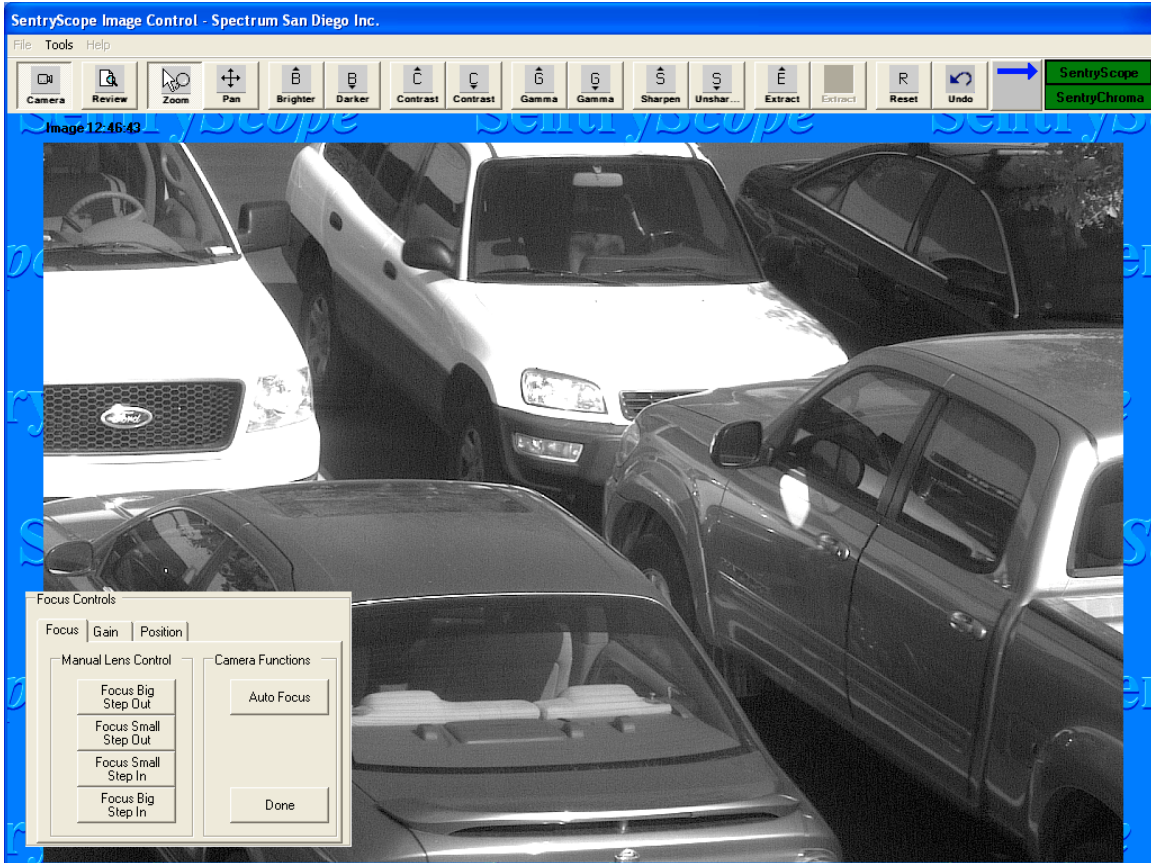 SentryScope Image Control - Spectrum San Diego Inc.
File Tools Help
Camera Review Zoom Pan B Brighter B Darker C Contrast C Contrast G Gamma G Gamma S Sharpen S Unshar... E Extract Extract R Reset Undo SentryScope
SentryChroma
SentryScope SentryScope SentryS
Image 12:46:43
Ford
Focus Controls
Focus Gain Position
Manual Lens Control Camera Functions
Focus Big
Step Out
Auto Focus
Focus Small
Step Out
Focus Small
Step In
Focus Big
Step In
Done